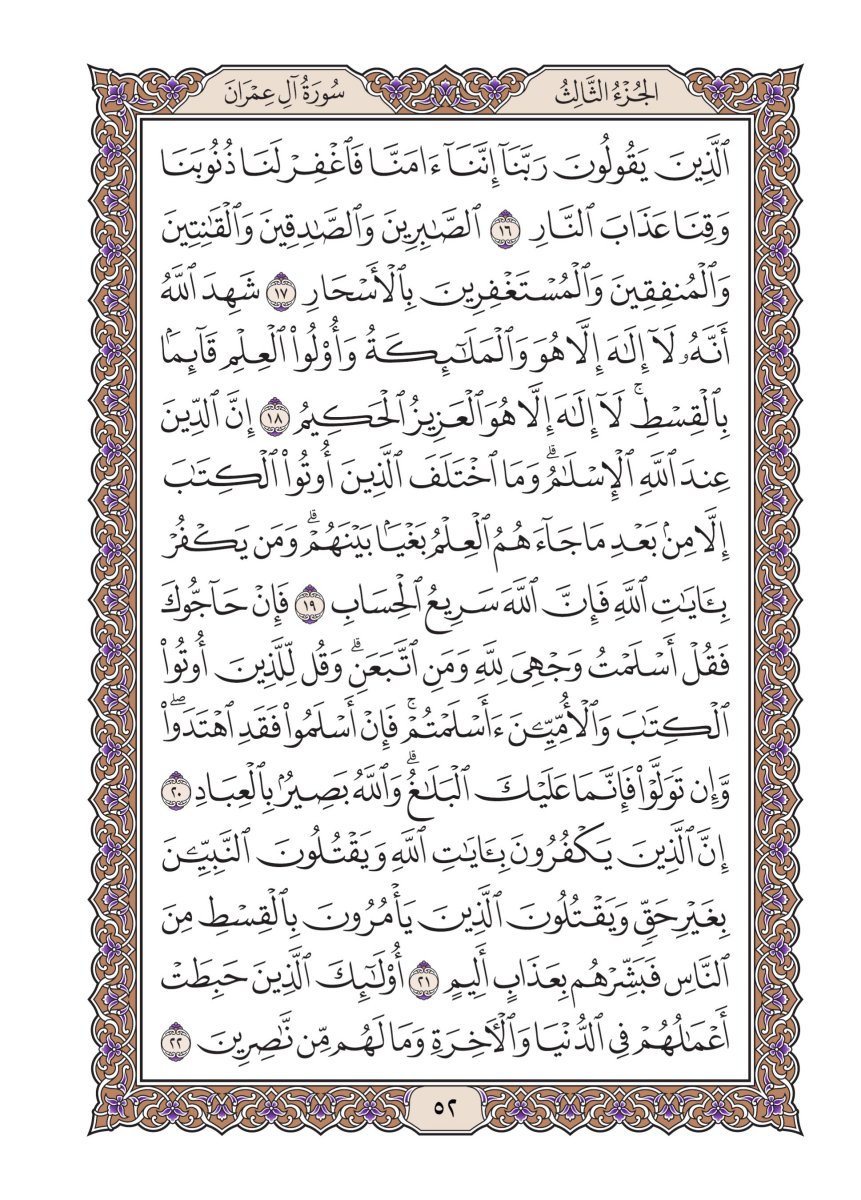 الجُزْءُ الثَّالِثُ
سُورَةُ آلِ عِمْرَانَ
ٱلَّذِينَ يَقُولُونَ رَبَّنَآ إِنَّنَآ ءَامَنَّا فَٱغْفِرْ لَنَا ذُنُوبَنَا
وَقِنَا عَذَابَ ٱلنَّارِ ١٦ ٱلصَّٰبِرِينَ وَٱلصَّٰدِقِينَ وَٱلْقَٰنِتِينَ
وَٱلْمُنفِقِينَ وَٱلْمُسْتَغْفِرِينَ بِٱلْأَسْحَارِ ١٧ شَهِدَ ٱللَّهُ
أَنَّهُۥ لَآ إِلَٰهَ إِلَّا هُوَ وَٱلْمَلَٰٓئِكَةُ وَأُو۟لُوا۟ ٱلْعِلْمِ قَآئِمًۢا
بِٱلْقِسْطِۚ لَآ إِلَٰهَ إِلَّا هُوَ ٱلْعَزِيزُ ٱلْحَكِيمُ ١٨ إِنَّ ٱلدِّينَ
عِندَ ٱللَّهِ ٱلْإِسْلَٰمُۗ وَمَا ٱخْتَلَفَ ٱلَّذِينَ أُوتُوا۟ ٱلْكِتَٰبَ
إِلَّا مِنۢ بَعْدِ مَا جَآءَهُمُ ٱلْعِلْمُ بَغْيًۢا بَيْنَهُمْۗ وَمَن يَكْفُرْ
بِـَٔايَٰتِ ٱللَّهِ فَإِنَّ ٱللَّهَ سَرِيعُ ٱلْحِسَابِ ١٩ فَإِنْ حَآجُّوكَ
فَقُلْ أَسْلَمْتُ وَجْهِىَ لِلَّهِ وَمَنِ ٱتَّبَعَنِۗ وَقُل لِّلَّذِينَ أُوتُوا۟
ٱلْكِتَٰبَ وَٱلْأُمِّيِّـۧنَ ءَأَسْلَمْتُمْۚ فَإِنْ أَسْلَمُوا۟ فَقَدِ ٱهْتَدَوا۟ۖ
وَّإِن تَوَلَّوْا۟ فَإِنَّمَا عَلَيْكَ ٱلْبَلَٰغُۗ وَٱللَّهُ بَصِيرٌۢ بِٱلْعِبَادِ ٢٠
إِنَّ ٱلَّذِينَ يَكْفُرُونَ بِـَٔايَٰتِ ٱللَّهِ وَيَقْتُلُونَ ٱلنَّبِيِّـۧنَ
بِغَيْرِ حَقٍّ وَيَقْتُلُونَ ٱلَّذِينَ يَأْمُرُونَ بِٱلْقِسْطِ مِنَ
ٱلنَّاسِ فَبَشِّرْهُم بِعَذَابٍ أَلِيمٍ ٢١ أُو۟لَٰٓئِكَ ٱلَّذِينَ حَبِطَتْ
أَعْمَٰلُهُمْ فِى ٱلدُّنْيَا وَٱلْءَاخِرَةِ وَمَا لَهُم مِّن نَّٰصِرِينَ ٢٢
٥٢